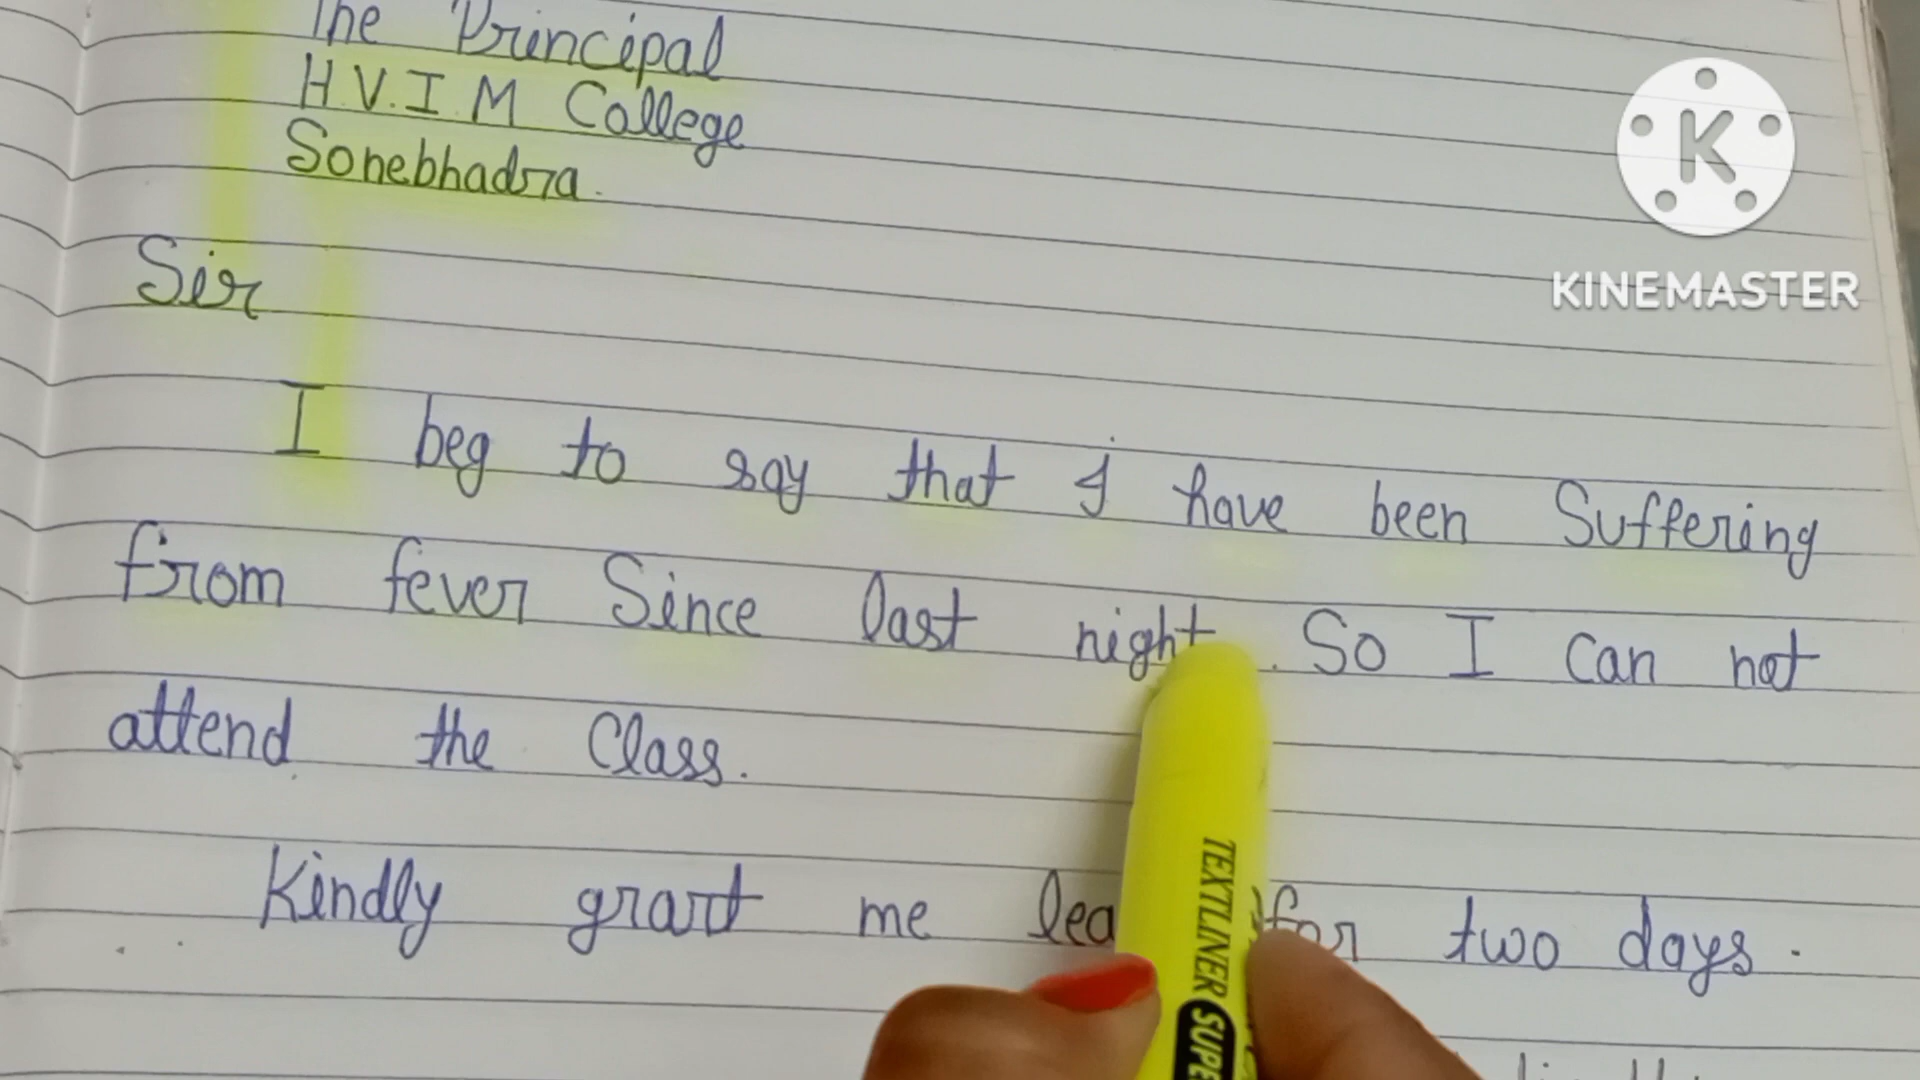 The Principal
H.V.I.M College
Sonebhadra.
Sir
I beg to say that I have been Suffering
from fever Since last night. So I can not
attend the Class.
Kindly grant me for two days.
KINEMASTER
TEXTLINER